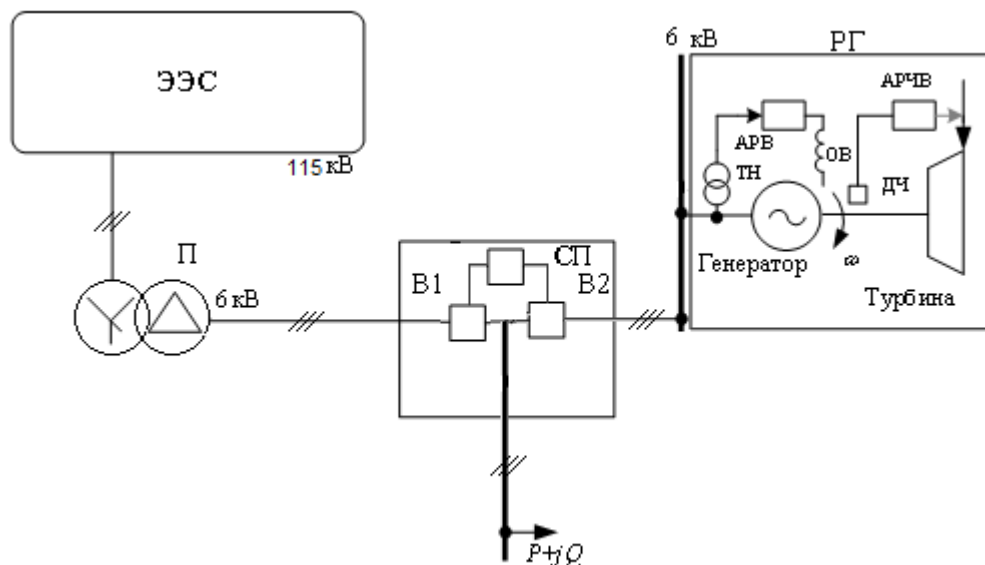 ЭЭС
115 кВ
П
6 кВ
В1
СП
В2
P+jQ
6 кВ
РГ
АРЧВ
АРВ
ОВ
ТН
ДЧ
Генератор
ω
Турбина